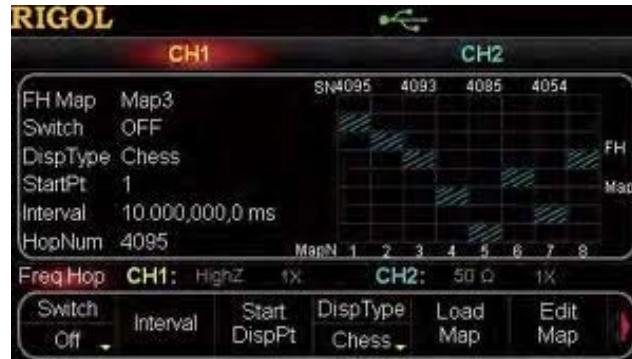 RIGOL
CH1 CH2
SN4095 4093 4085 4054
FH Map Map3
Switch OFF
DispType Chess
StartPt 1
Interval 10.000,000,0 ms
HopNum 4095
FH
Map
MapN 1 2 3 4 5 6 7 8
Freq Hop CH1: HighZ 1X CH2: 50 Ω 1X
Switch Interval Start DispType Load Edit
Off DispPt Chess Map Map